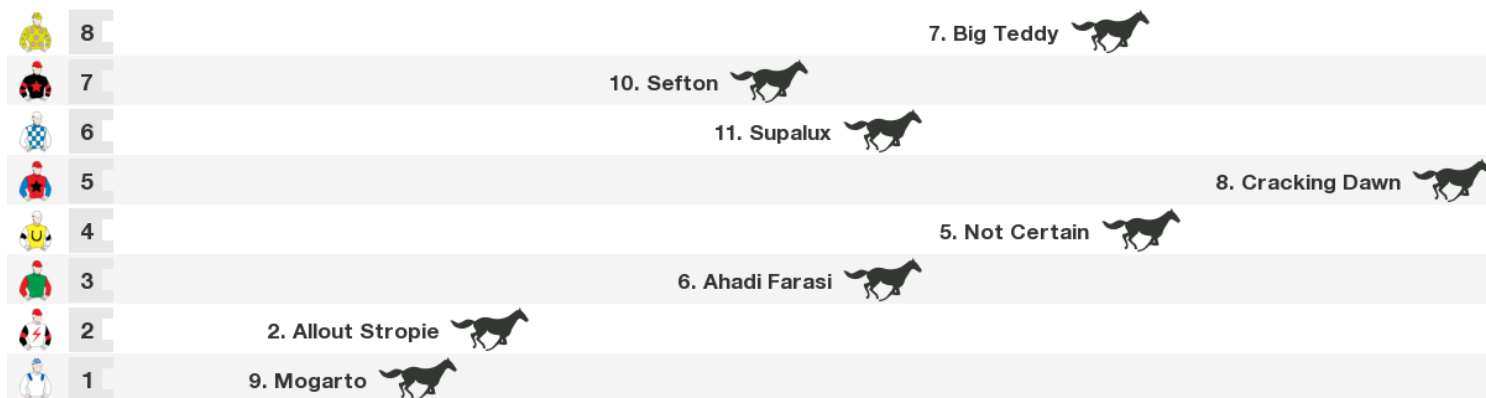 8 7. Big Teddy
7 10. Sefton
6 11. Supalux
5 8. Cracking Dawn
4 5. Not Certain
3 6. Ahadi Farasi
2 2. Allout Stropie
1 9. Mogarto